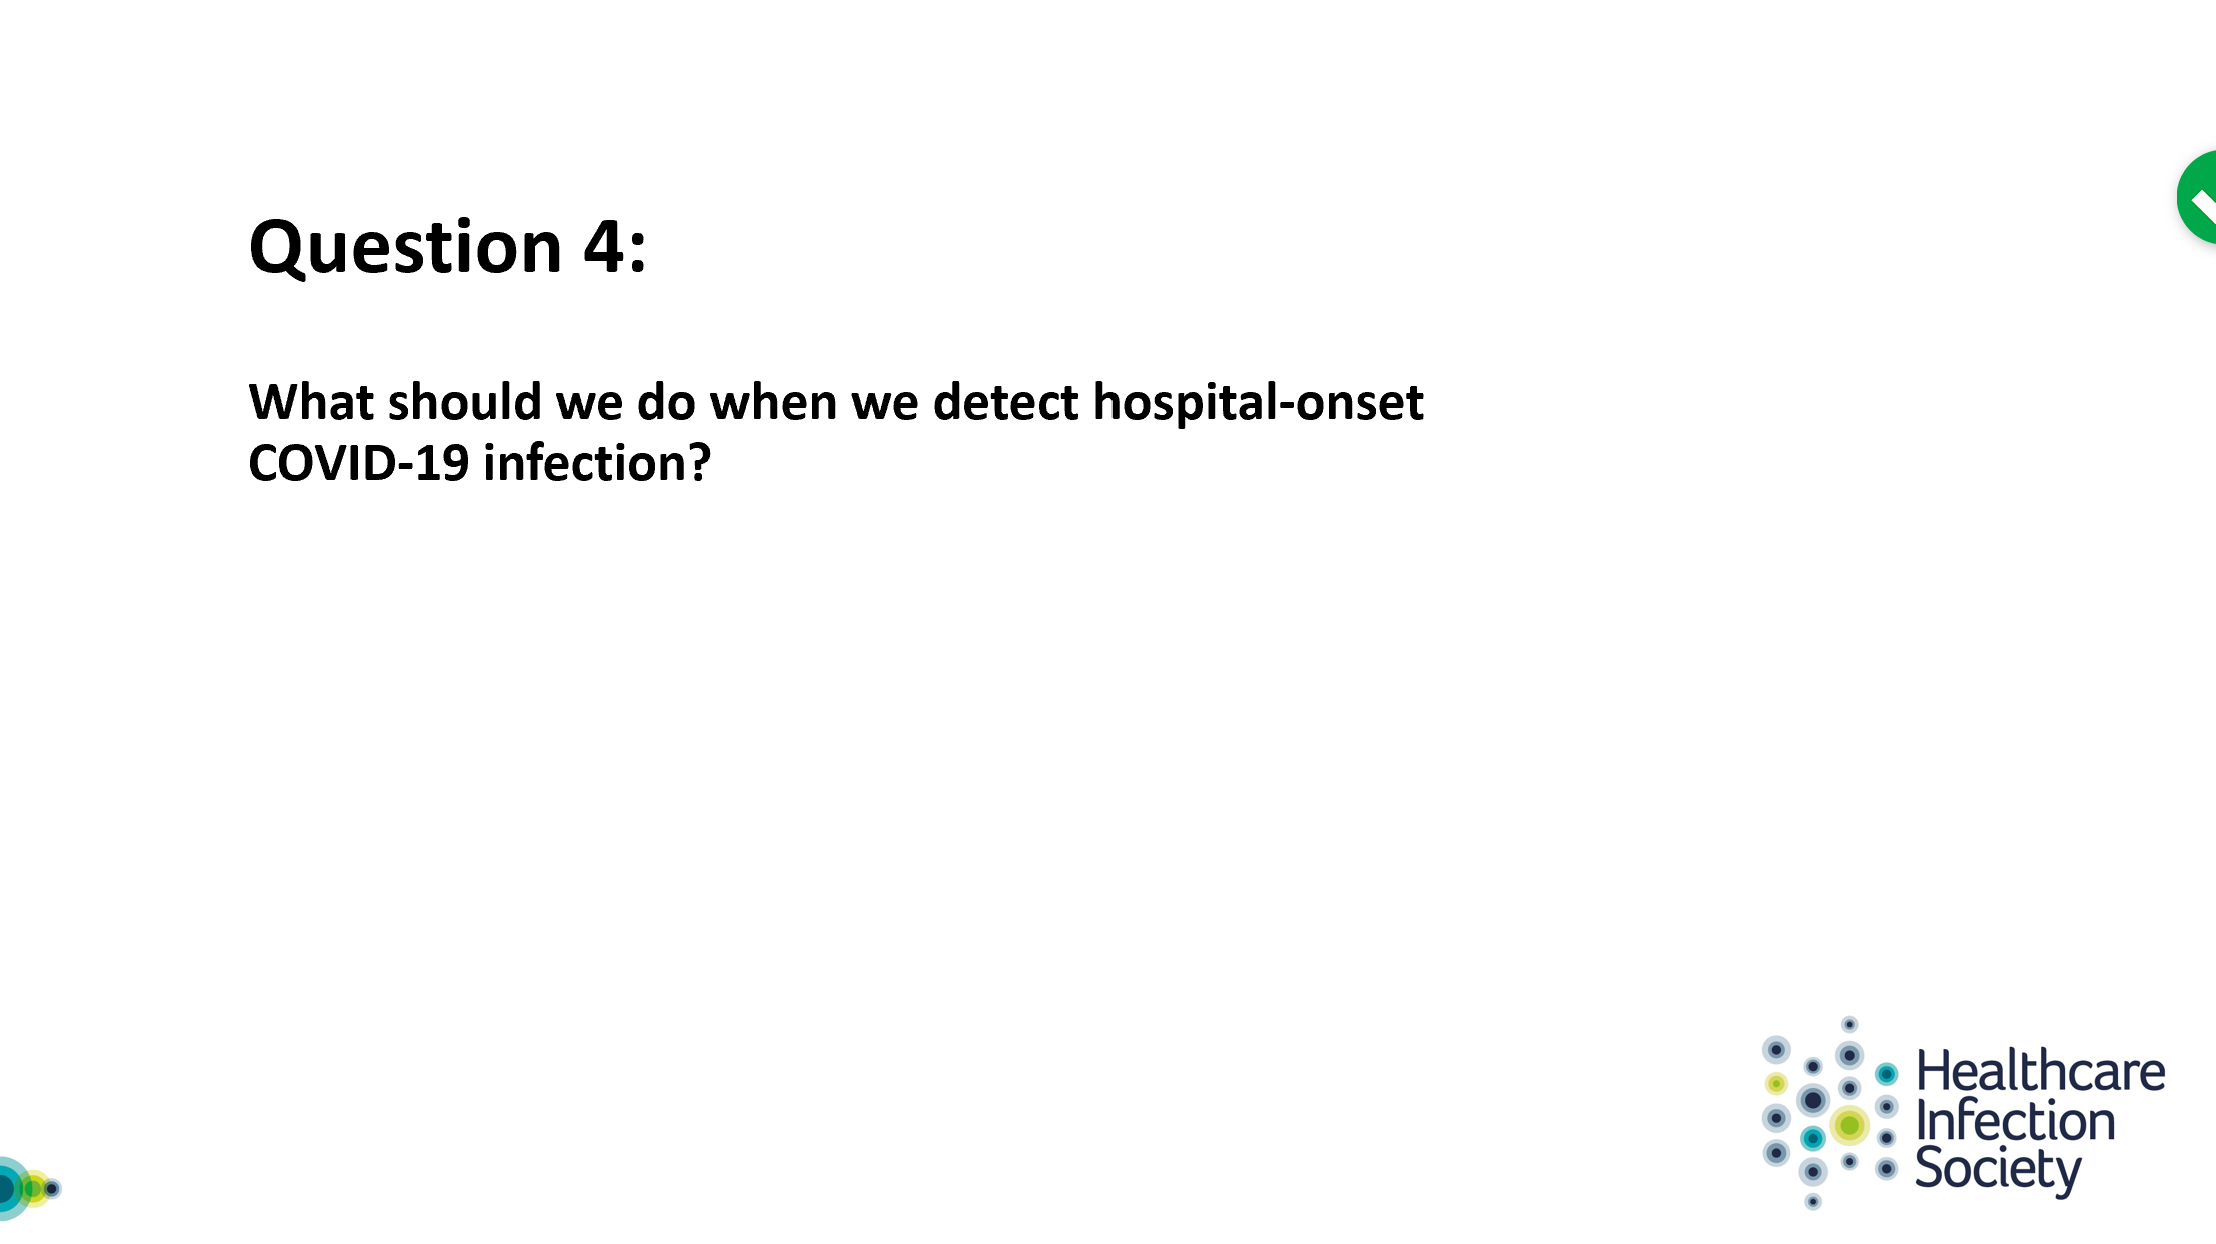 Question 4:
What should we do when we detect hospital-onset
COVID-19 infection?
Healthcare
Infection
Society